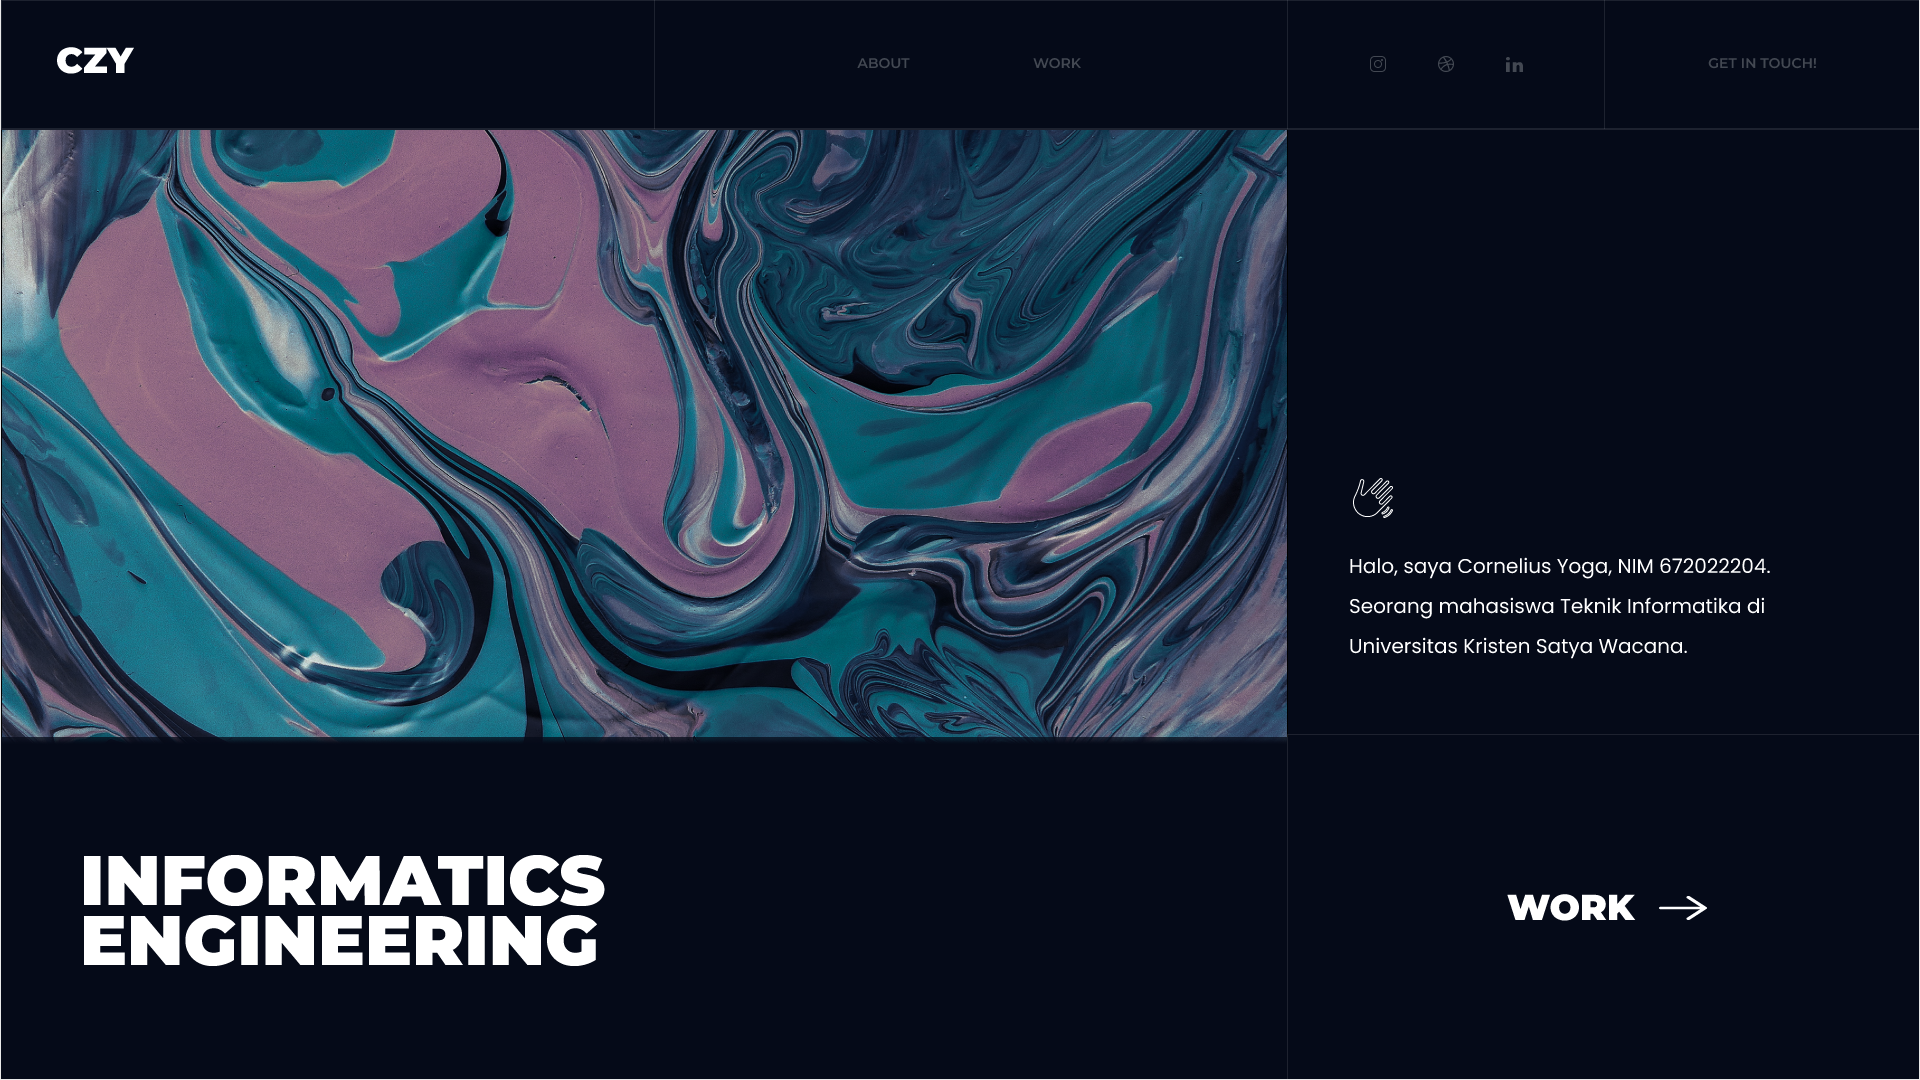 CZY
ABOUT
WORK
GET IN TOUCH!
Halo, saya Cornelius Yoga, NIM 672022204.
Seorang mahasiswa Teknik Informatika di
Universitas Kristen Satya Wacana.
INFORMATICS
ENGINEERING
WORK